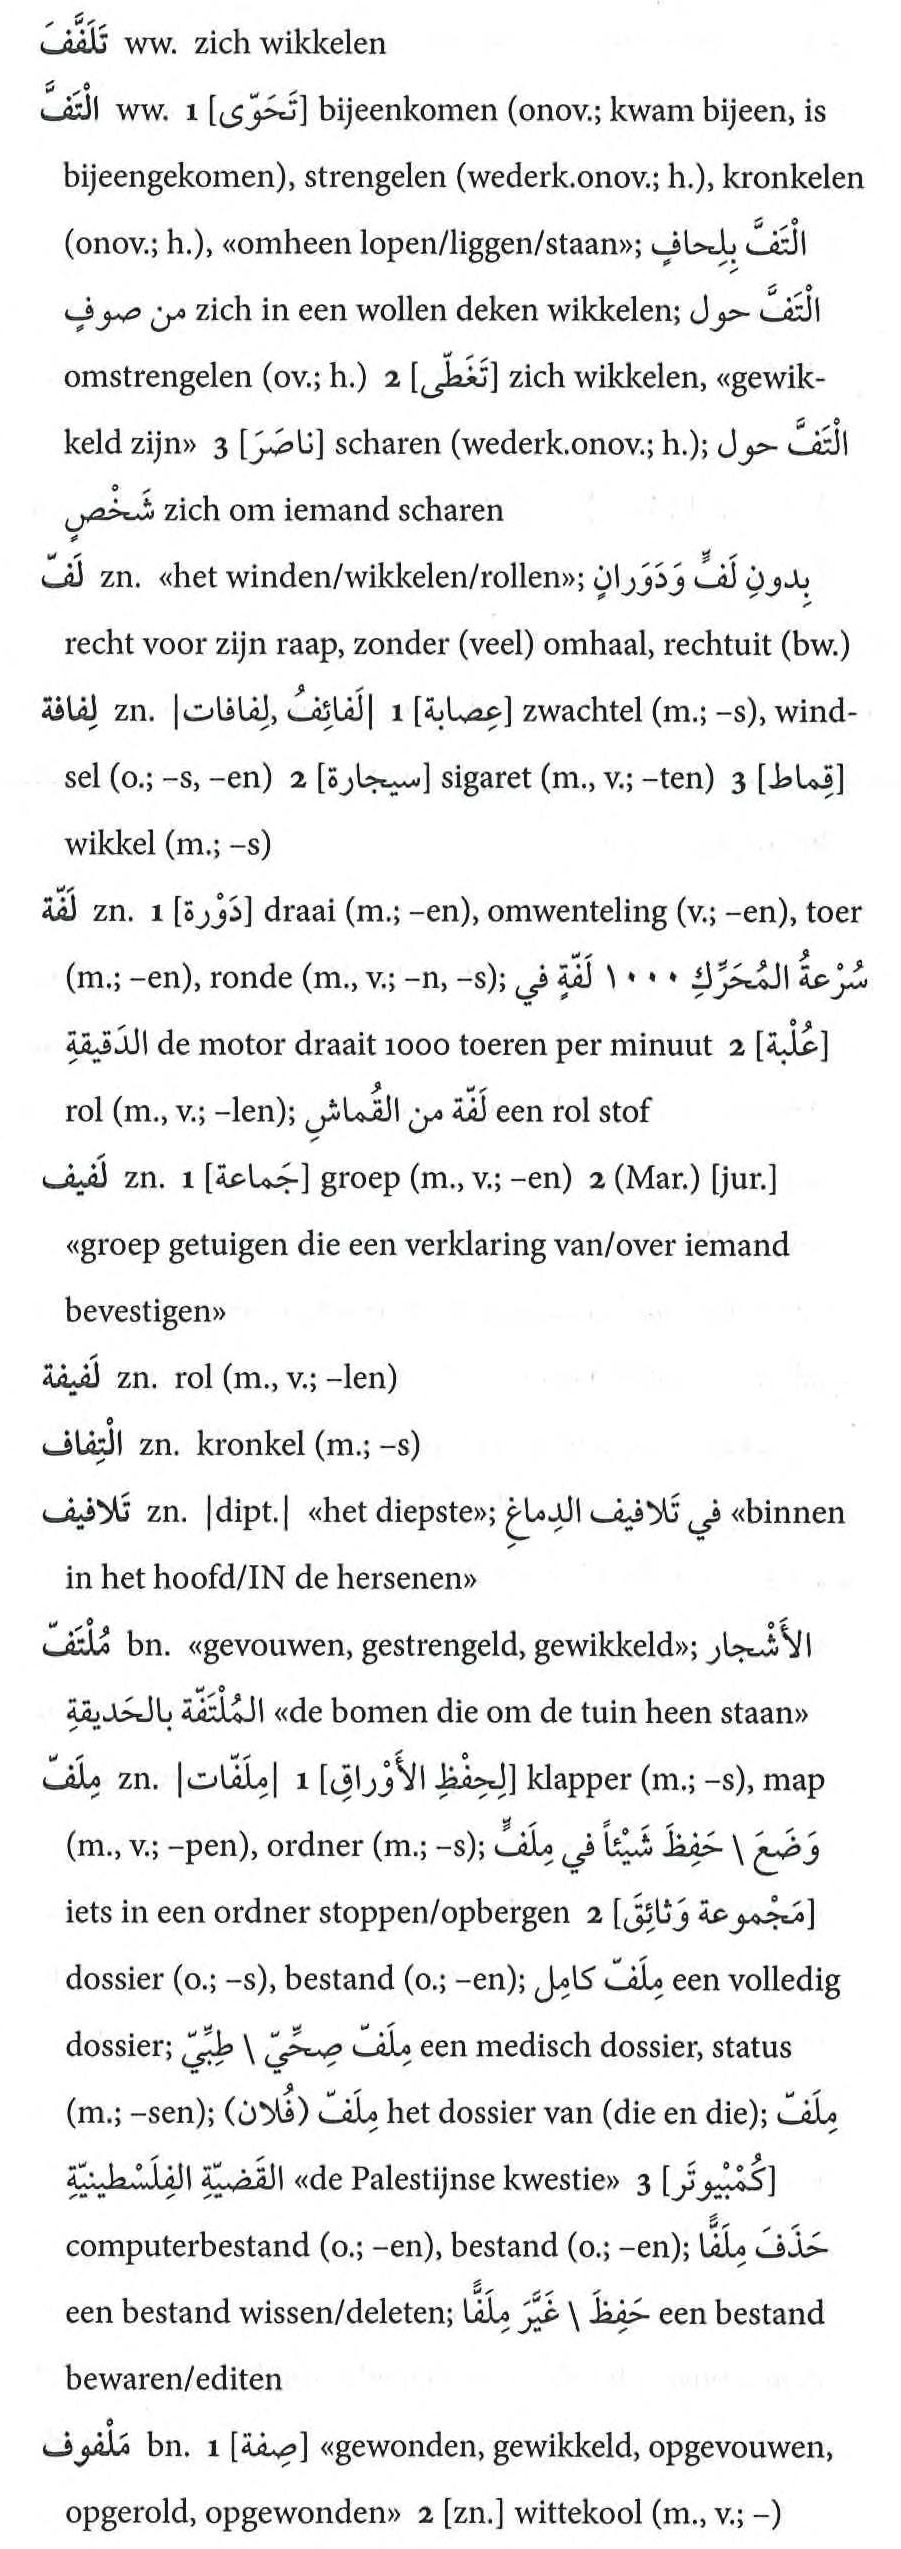 تَلَفَّفَ ww. zich wikkelen
الْتَفَّ ww. 1 [تَحَوّى] bijeenkomen (onov.; kwam bijeen, is
bijeengekomen), strengelen (wederk.onov.; h.), kronkelen
(onov.; h.), «omheen lopen/liggen/staan»; الْتَفَّ بِلِحافٍ
من صوفٍ zich in een wollen deken wikkelen; الْتَفَّ حول
omstrengelen (ov.; h.) 2 [تَغَطّى] zich wikkelen, «gewik-
keld zijn» 3 [ناصَرَ] scharen (wederk.onov.; h.); الْتَفَّ حول
شَخْصٍ zich om iemand scharen
لَفّ zn. «het winden/wikkelen/rollen»; بِدونِ لَفٍّ وَدَوَرانٍ
recht voor zijn raap, zonder (veel) omhaal, rechtuit (bw.)
لِفافة zn. |لَفائِفُ ,لِفافات| 1 [عِصابة] zwachtel (m.; –s), wind-
sel (o.; –s, –en) 2 [سيجارة] sigaret (m., v.; –ten) 3 [قِماط]
wikkel (m.; –s)
لَفّة zn. 1 [دَوْرة] draai (m.; –en), omwenteling (v.; –en), toer
(m.; –en), ronde (m., v.; –n, –s); سُرْعةُ المُحَرِّكِ ١٠٠٠ لَفّةٍ في
الدَقيقةِ de motor draait 1000 toeren per minuut 2 [عُلْبة]
rol (m., v.; –len); لَفّة من القُماشِ een rol stof
لَفيف zn. 1 [جَماعة] groep (m., v.; –en) 2 (Mar.) [jur.]
«groep getuigen die een verklaring van/over iemand
bevestigen»
لَفيفة zn. rol (m., v.; –len)
الْتِفاف zn. kronkel (m.; –s)
تَلافيف zn. |dipt.| «het diepste»; في تَلافيف الدِماغِ «binnen
in het hoofd/IN de hersenen»
مُلْتَفّ bn. «gevouwen, gestrengeld, gewikkeld»; الأَشْجار
المُلْتَفّة بالحَديقةِ «de bomen die om de tuin heen staan»
مِلَفّ zn. |مِلَفّات| 1 [لِحِفْظِ الأَوْراقِ] klapper (m.; –s), map
(m., v.; –pen), ordner (m.; –s); وَضَعَ \ حَفِظَ شَيْئاً في مِلَفٍّ
iets in een ordner stoppen/opbergen 2 [مَجْموعة وَثائِقَ]
dossier (o.; –s), bestand (o.; –en); مِلَفّ كامِل een volledig
dossier; مِلَفّ صِحِّيّ \ طِبِّيّ een medisch dossier, status
(m.; –sen); مِلَفّ (فُلان) het dossier van (die en die); مِلَفّ
القَضيّةِ الفِلَسْطينيّةِ «de Palestijnse kwestie» 3 [كُمْبْيوتَر]
computerbestand (o.; –en), bestand (o.; –en); حَذَفَ مِلَفًّا
een bestand wissen/deleten; حَفِظَ \ غَيَّرَ مِلَفًّا een bestand
bewaren/editen
مَلْفوف bn. 1 [صِفة] «gewonden, gewikkeld, opgevouwen,
opgerold, opgewonden» 2 [zn.] wittekool (m., v.; –)